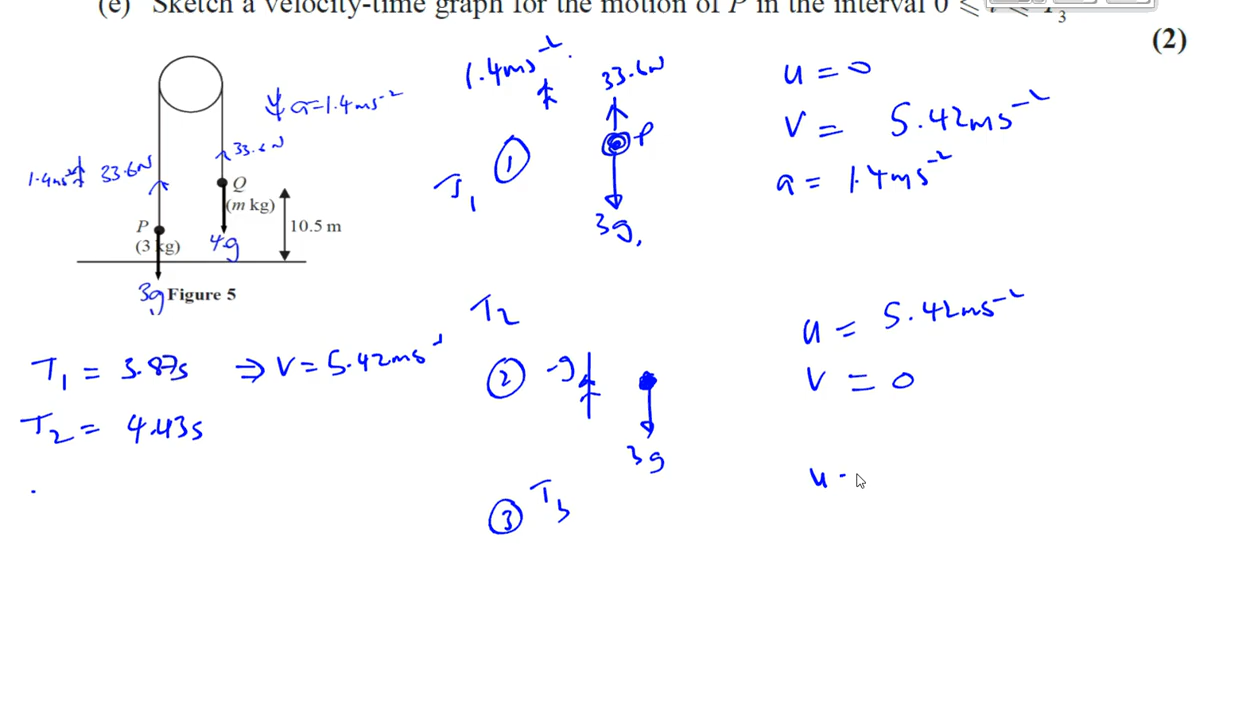 (e) Sketch a velocity-time graph for the motion of P in the interval 0 ⩽ t ⩽ T₃
(2)
1.4ms⁻²
33.6N
P
3g
T₁ ①
u = 0
v = 5.42ms⁻²
a = 1.4ms⁻²
a=1.4ms⁻²
33.6N
1.4ms⁻² 33.6N
Q
(m kg)
10.5 m
P
(3 kg)
4g
3g Figure 5
T₁ = 3.87s ⇒ v = 5.42ms⁻¹
T₂ = 4.43s
T₂
② -g
3g
u = 5.42ms⁻²
v = 0
③ T₃
u -